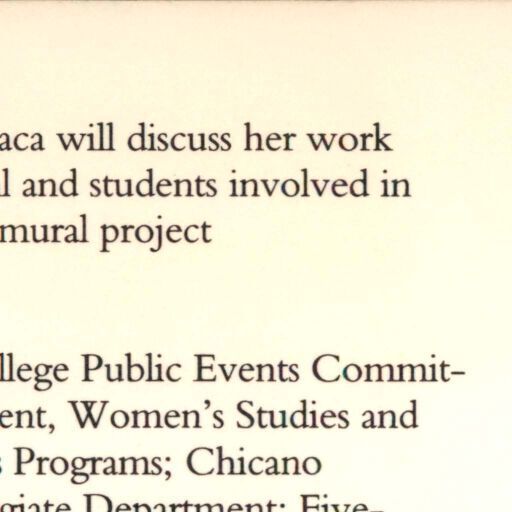 aca will discuss her work
l and students involved in
mural project
llege Public Events Commit-
ent, Women's Studies and
s Programs; Chicano
giate Department; Five-